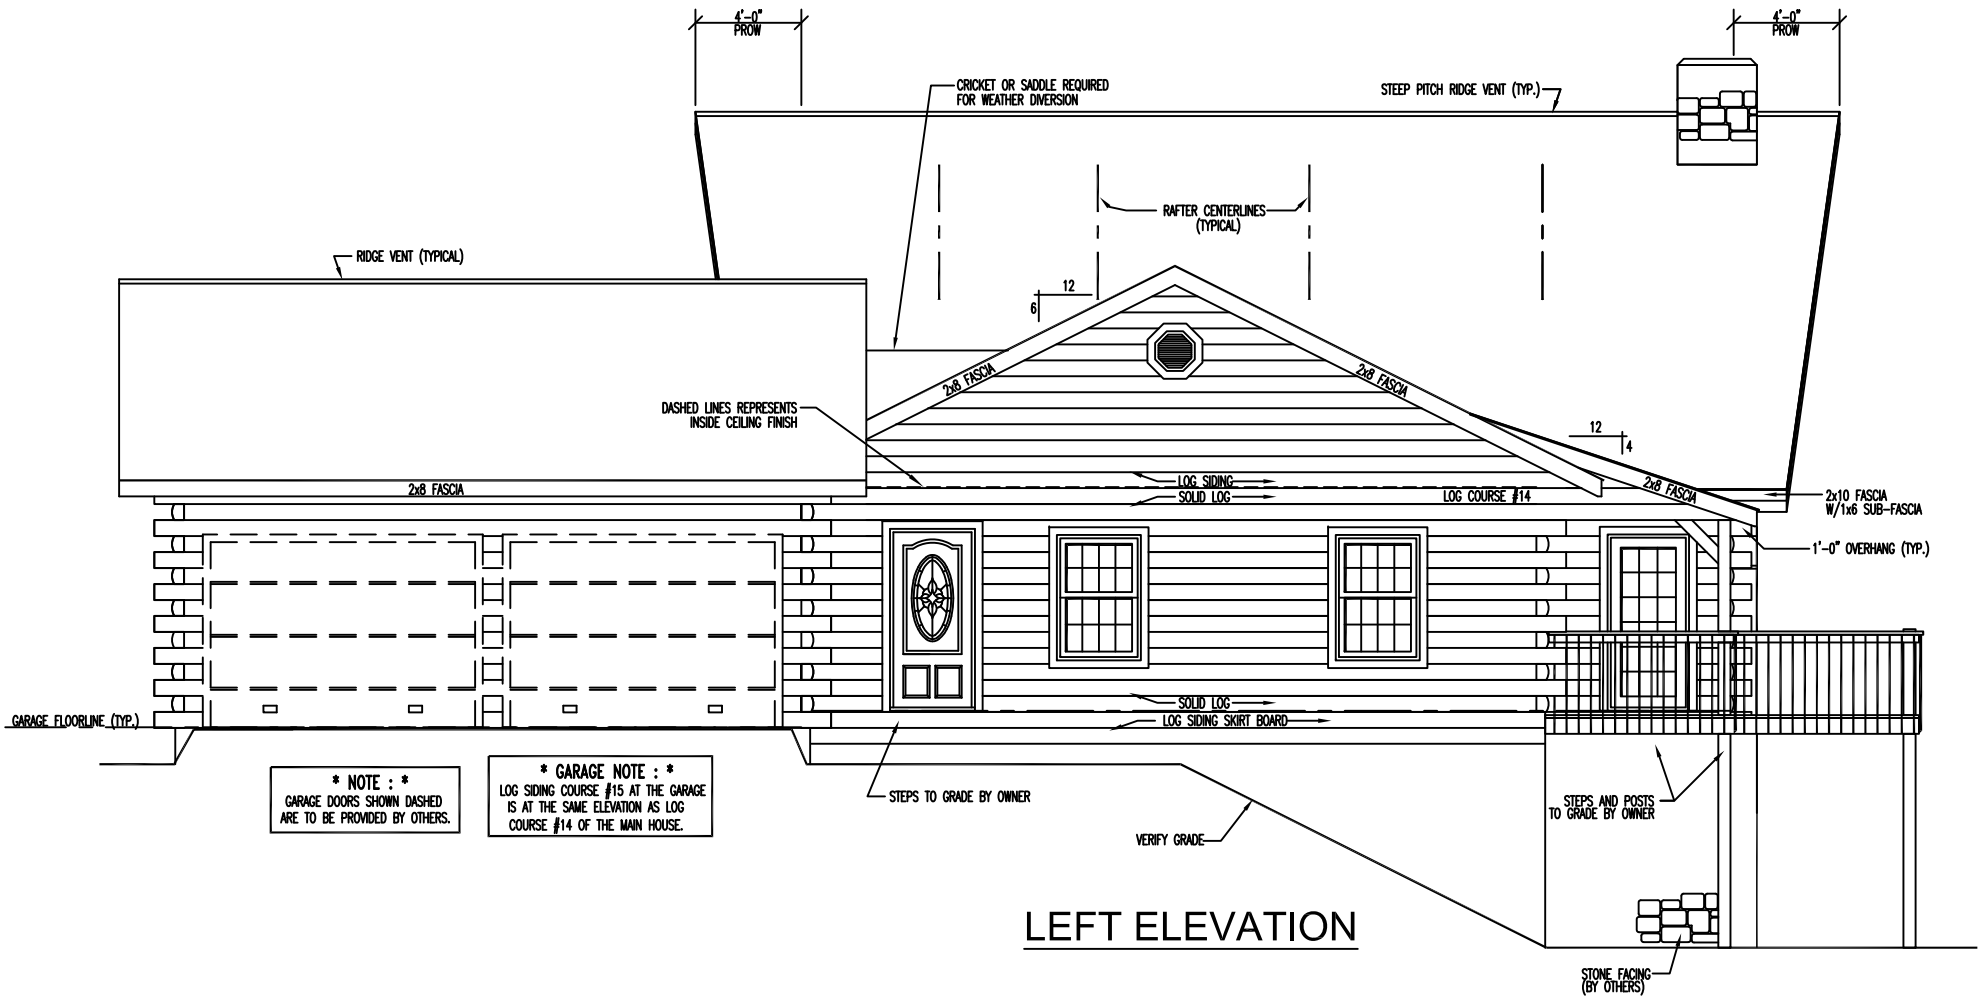 4'-0"
PROW
4'-0"
PROW
CRICKET OR SADDLE REQUIRED
FOR WEATHER DIVERSION
STEEP PITCH RIDGE VENT (TYP.)
RAFTER CENTERLINES
(TYPICAL)
RIDGE VENT (TYPICAL)
12
6
2x8 FASCIA
2x8 FASCIA
DASHED LINES REPRESENTS
INSIDE CEILING FINISH
12
4
2x8 FASCIA
LOG SIDING
SOLID LOG
LOG COURSE #14
2x8 FASCIA
2x10 FASCIA
W/1x6 SUB-FASCIA
1'-0" OVERHANG (TYP.)
GARAGE FLOORLINE (TYP.)
SOLID LOG
LOG SIDING SKIRT BOARD
* NOTE : *
GARAGE DOORS SHOWN DASHED
ARE TO BE PROVIDED BY OTHERS.
* GARAGE NOTE : *
LOG SIDING COURSE #15 AT THE GARAGE
IS AT THE SAME ELEVATION AS LOG
COURSE #14 OF THE MAIN HOUSE.
STEPS TO GRADE BY OWNER
VERIFY GRADE
STEPS AND POSTS
TO GRADE BY OWNER
LEFT ELEVATION
STONE FACING
(BY OTHERS)